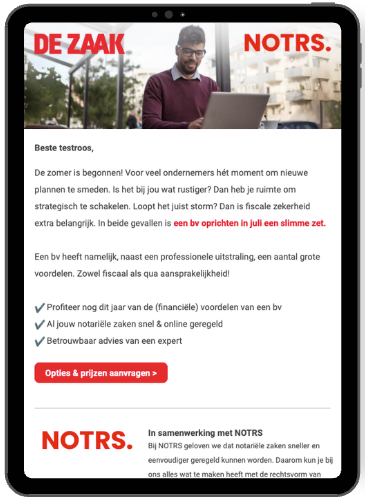 DE ZAAK
NOTRS.
Beste testroos,
De zomer is begonnen! Voor veel ondernemers hét moment om nieuwe
plannen te smeden. Is het bij jou wat rustiger? Dan heb je ruimte om
strategisch te schakelen. Loopt het juist storm? Dan is fiscale zekerheid
extra belangrijk. In beide gevallen is een bv oprichten in juli een slimme zet.
Een bv heeft namelijk, naast een professionele uitstraling, een aantal grote
voordelen. Zowel fiscaal als qua aansprakelijkheid!
✔ Profiteer nog dit jaar van de (financiële) voordelen van een bv
✔ Al jouw notariële zaken snel & online geregeld
✔ Betrouwbaar advies van een expert
Opties & prijzen aanvragen >
NOTRS.
In samenwerking met NOTRS
Bij NOTRS geloven we dat notariële zaken sneller en
eenvoudiger geregeld kunnen worden. Daarom kun je bij
ons alles wat te maken heeft met de rechtsvorm van